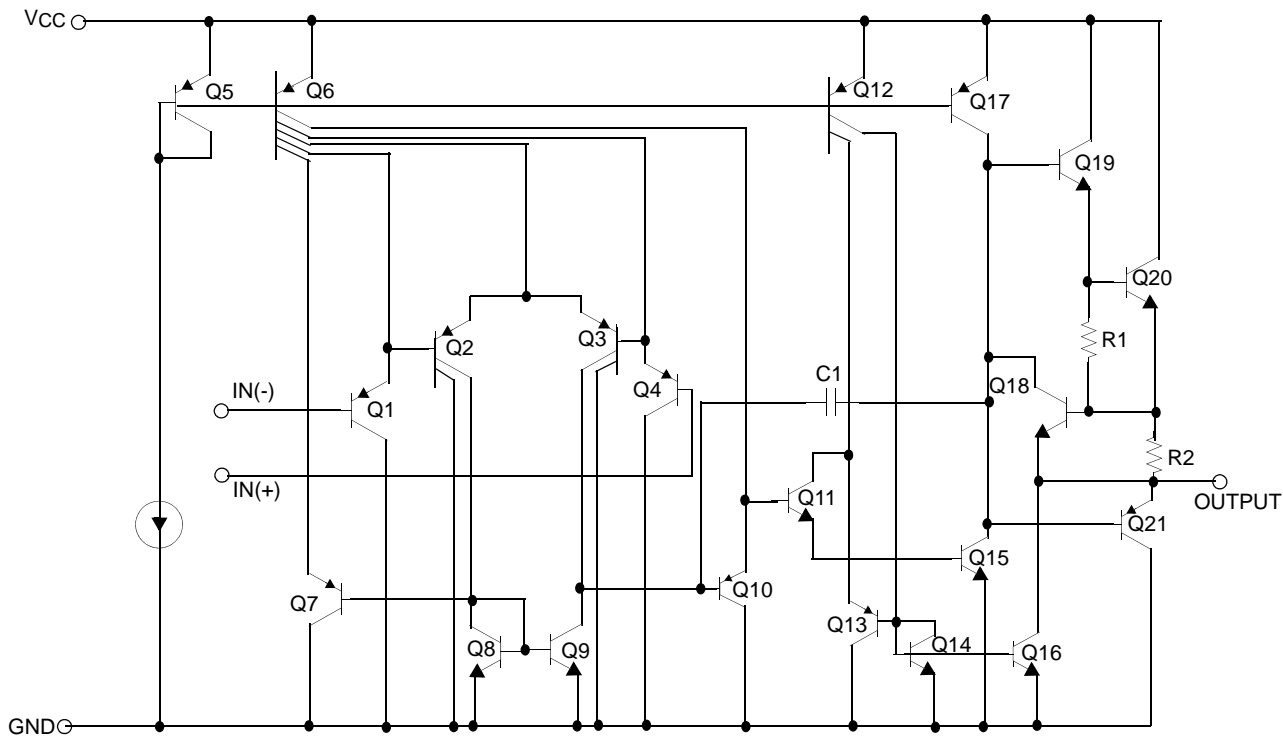 VCC
Q5
Q6
Q12
Q17
Q19
Q20
Q2
Q3
R1
C1
Q4
Q18
IN(-)
Q1
R2
IN(+)
Q11
OUTPUT
Q21
Q15
Q10
Q7
Q13
Q8
Q9
Q14
Q16
GND